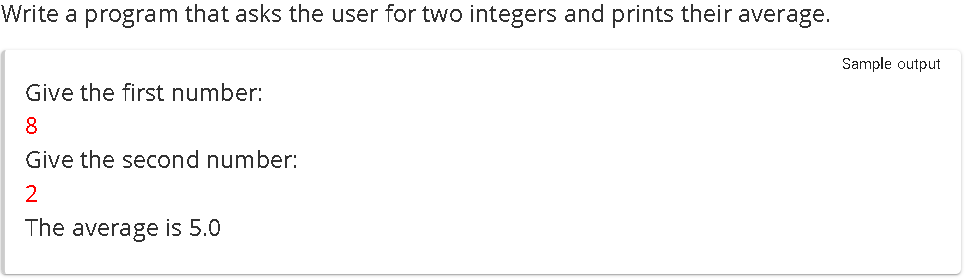 Write a program that asks the user for two integers and prints their average.
Sample output
Give the first number:
8
Give the second number:
2
The average is 5.0